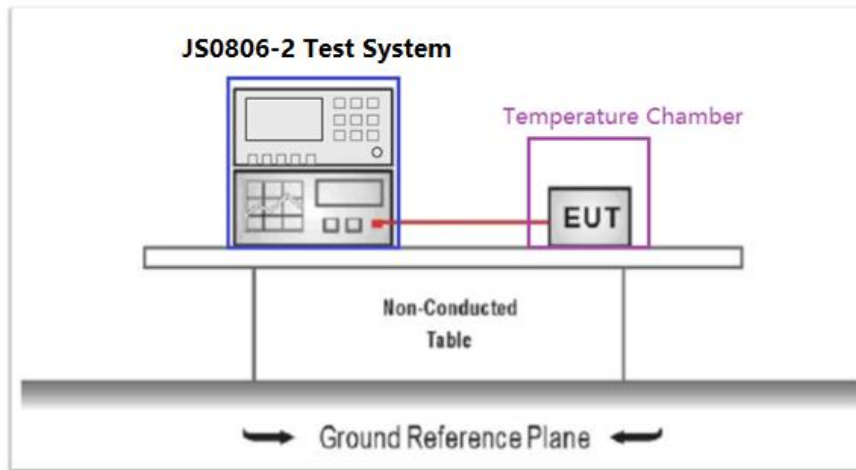 JS0806-2 Test System
Temperature Chamber
EUT
Non-Conducted
Table
Ground Reference Plane